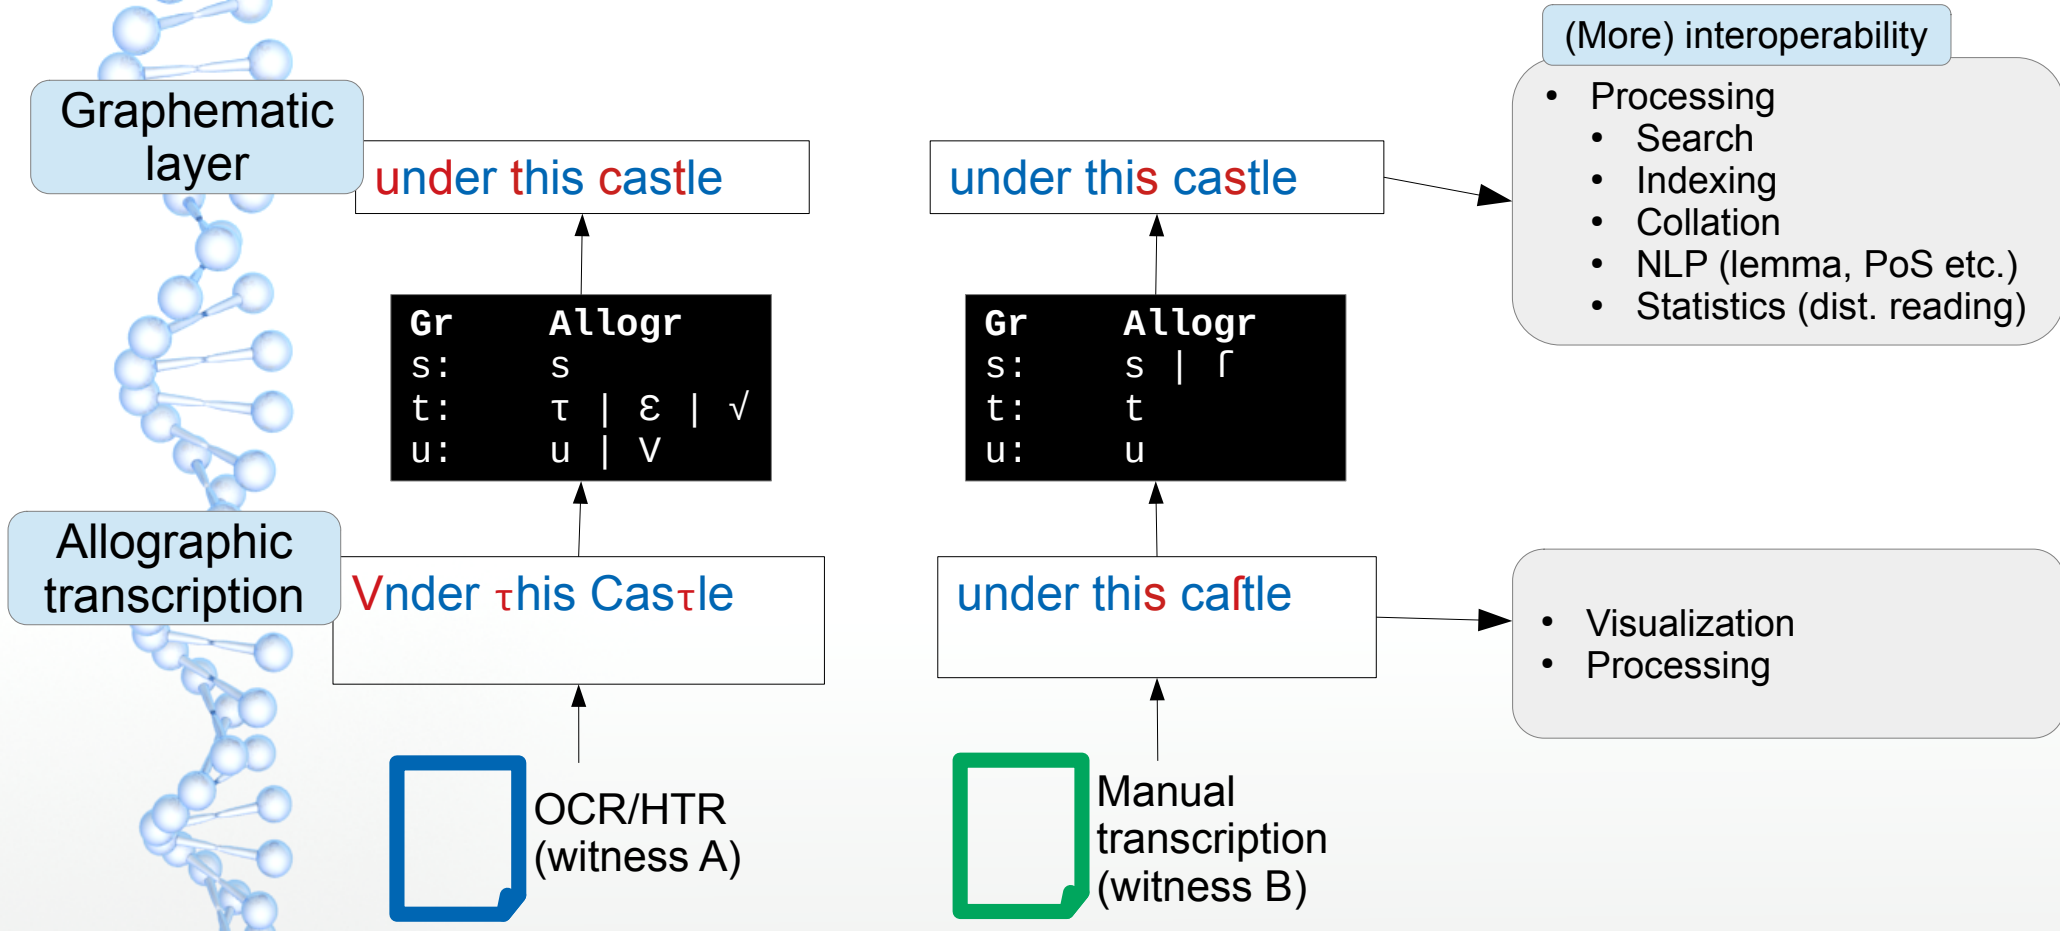 (More) interoperability
• Processing
• Search
• Indexing
• Collation
• NLP (lemma, PoS etc.)
• Statistics (dist. reading)
Graphematic
layer
under this castle
under this castle
Gr Allogr
s: s
t: τ | Ɛ | √
u: u | V
Gr Allogr
s: s | ſ
t: t
u: u
Allographic
transcription
Vnder τhis Casτle
under this caſtle
• Visualization
• Processing
OCR/HTR
(witness A)
Manual
transcription
(witness B)